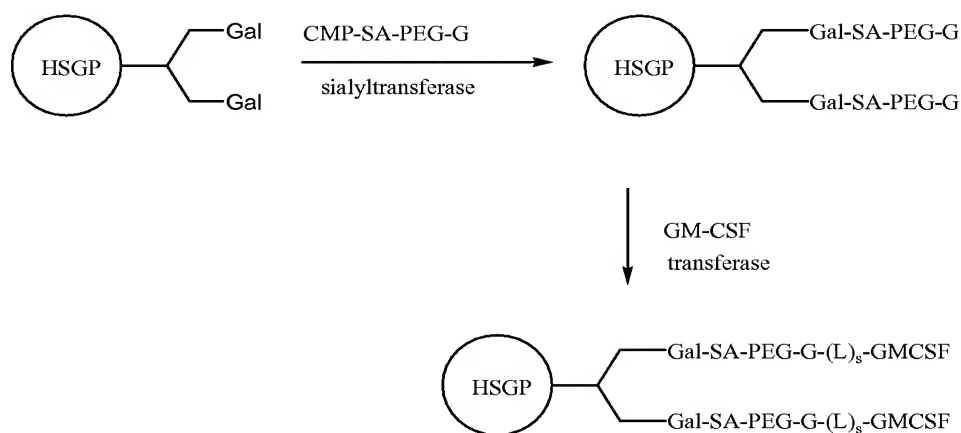 HSGP
Gal
Gal
CMP-SA-PEG-G
sialyltransferase
HSGP
Gal-SA-PEG-G
Gal-SA-PEG-G
GM-CSF
transferase
HSGP
Gal-SA-PEG-G-(L)s-GMCSF
Gal-SA-PEG-G-(L)s-GMCSF